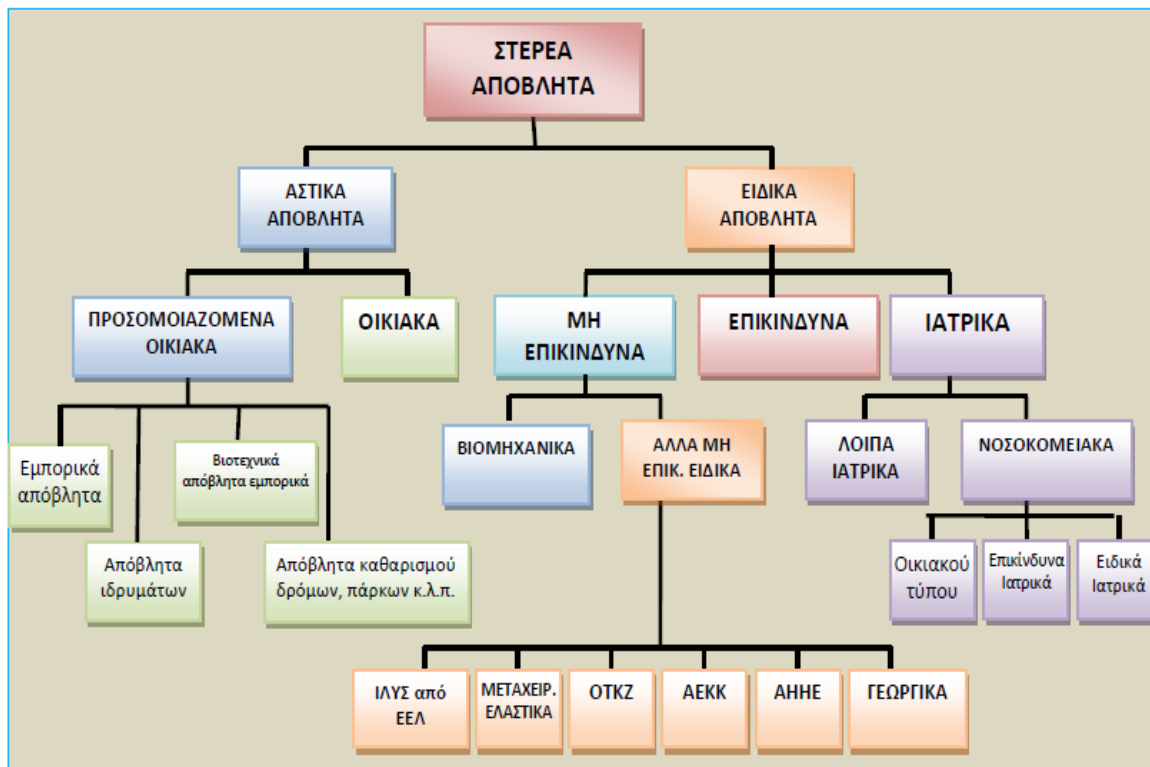 ΣΤΕΡΕΑ
ΑΠΟΒΛΗΤΑ
ΑΣΤΙΚΑ
ΑΠΟΒΛΗΤΑ
ΕΙΔΙΚΑ
ΑΠΟΒΛΗΤΑ
ΠΡΟΣΟΜΟΙΑΖΟΜΕΝΑ
ΟΙΚΙΑΚΑ
ΟΙΚΙΑΚΑ
ΜΗ
ΕΠΙΚΙΝΔΥΝΑ
ΕΠΙΚΙΝΔΥΝΑ
ΙΑΤΡΙΚΑ
Εμπορικά
απόβλητα
Απόβλητα
ιδρυμάτων
Βιοτεχνικά
απόβλητα εμπορικά
Απόβλητα καθαρισμού
δρόμων, πάρκων κ.λ.π.
ΒΙΟΜΗΧΑΝΙΚΑ
ΑΛΛΑ ΜΗ
ΕΠΙΚ. ΕΙΔΙΚΑ
ΛΟΙΠΑ
ΙΑΤΡΙΚΑ
ΝΟΣΟΚΟΜΕΙΑΚΑ
Οικιακού
τύπου
Επικίνδυνα
Ιατρικά
Ειδικά
Ιατρικά
ΙΛΥΣ από
ΕΕΛ
ΜΕΤΑΧΕΙΡ.
ΕΛΑΣΤΙΚΑ
ΟΤΚΖ
ΑΕΚΚ
ΑΗΗΕ
ΓΕΩΡΓΙΚΑ